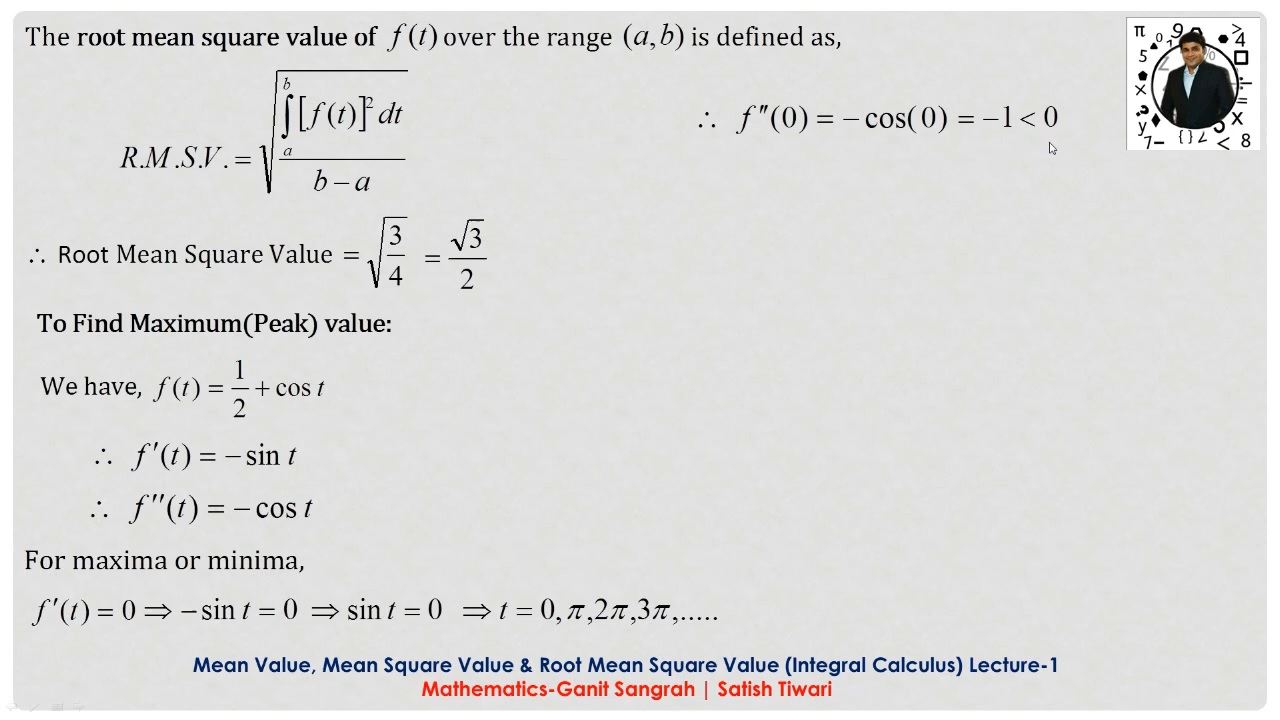 The root mean square value of f(t) over the range (a,b) is defined as,
R.M.S.V. = √( ∫_a^b [f(t)]² dt / (b − a) )
∴ Root Mean Square Value = √(3/4) = √3/2
To Find Maximum(Peak) value:
We have, f(t) = 1/2 + cos t
∴ f′(t) = −sin t
∴ f′′(t) = −cos t
For maxima or minima,
f′(t) = 0 ⇒ −sin t = 0 ⇒ sin t = 0 ⇒ t = 0, π,2π,3π,.....
∴ f″(0) = −cos(0) = −1 < 0
Mean Value, Mean Square Value & Root Mean Square Value (Integral Calculus) Lecture-1
Mathematics-Ganit Sangrah | Satish Tiwari